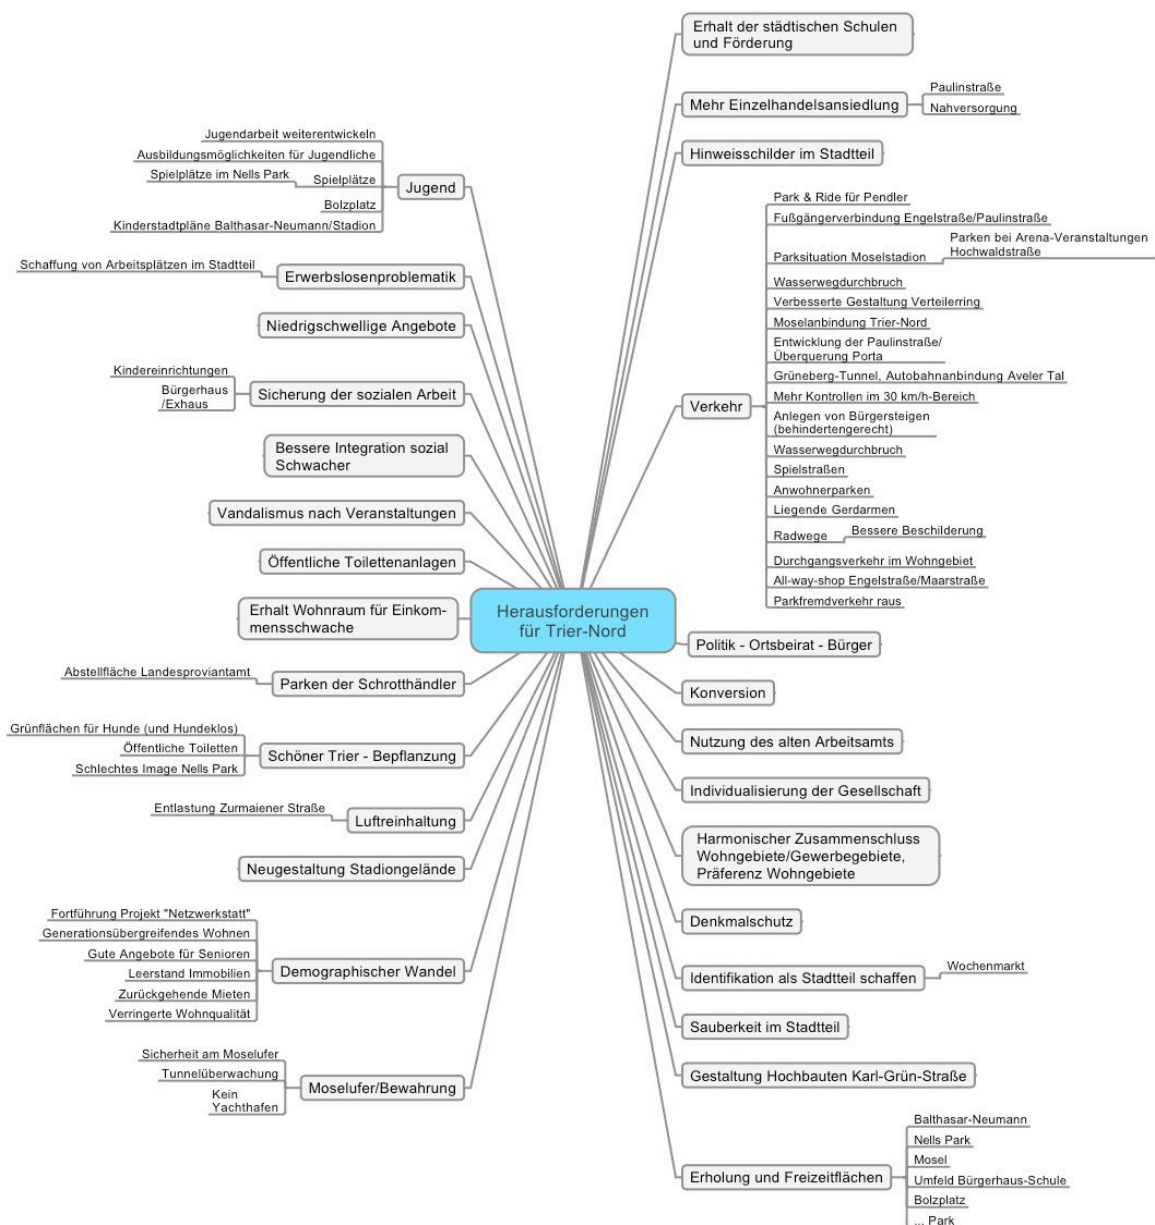 Herausforderungen
für Trier-Nord
Erhalt der städtischen Schulen
und Förderung
Mehr Einzelhandelsansiedlung
Paulinstraße
Nahversorgung
Hinweisschilder im Stadtteil
Verkehr
Park & Ride für Pendler
Fußgängerverbindung Engelstraße/Paulinstraße
Parksituation Moselstadion
Parken bei Arena-Veranstaltungen
Hochwaldstraße
Wasserwegdurchbruch
Verbesserte Gestaltung Verteilerring
Moselanbindung Trier-Nord
Entwicklung der Paulinstraße/
Überquerung Porta
Grüneberg-Tunnel, Autobahnanbindung Aveler Tal
Mehr Kontrollen im 30 km/h-Bereich
Anlegen von Bürgersteigen
(behindertengerecht)
Wasserwegdurchbruch
Spielstraßen
Anwohnerparken
Liegende Gerdarmen
Radwege
Bessere Beschilderung
Durchgangsverkehr im Wohngebiet
All-way-shop Engelstraße/Maarstraße
Parkfremdverkehr raus
Politik - Ortsbeirat - Bürger
Konversion
Nutzung des alten Arbeitsamts
Individualisierung der Gesellschaft
Harmonischer Zusammenschluss
Wohngebiete/Gewerbegebiete,
Präferenz Wohngebiete
Denkmalschutz
Identifikation als Stadtteil schaffen
Wochenmarkt
Sauberkeit im Stadtteil
Gestaltung Hochbauten Karl-Grün-Straße
Erholung und Freizeitflächen
Balthasar-Neumann
Nells Park
Mosel
Umfeld Bürgerhaus-Schule
Bolzplatz
... Park
Jugend
Jugendarbeit weiterentwickeln
Ausbildungsmöglichkeiten für Jugendliche
Spielplätze
Spielplätze im Nells Park
Bolzplatz
Kinderstadtpläne Balthasar-Neumann/Stadion
Erwerbslosenproblematik
Schaffung von Arbeitsplätzen im Stadtteil
Niedrigschwellige Angebote
Sicherung der sozialen Arbeit
Kindereinrichtungen
Bürgerhaus
/Exhaus
Bessere Integration sozial
Schwacher
Vandalismus nach Veranstaltungen
Öffentliche Toilettenanlagen
Erhalt Wohnraum für Einkom-
mensschwache
Parken der Schrotthändler
Abstellfläche Landesproviantamt
Schöner Trier - Bepflanzung
Grünflächen für Hunde (und Hundeklos)
Öffentliche Toiletten
Schlechtes Image Nells Park
Luftreinhaltung
Entlastung Zurmaiener Straße
Neugestaltung Stadiongelände
Demographischer Wandel
Fortführung Projekt "Netzwerkstatt"
Generationsübergreifendes Wohnen
Gute Angebote für Senioren
Leerstand Immobilien
Zurückgehende Mieten
Verringerte Wohnqualität
Moselufer/Bewahrung
Sicherheit am Moselufer
Tunnelüberwachung
Kein
Yachthafen